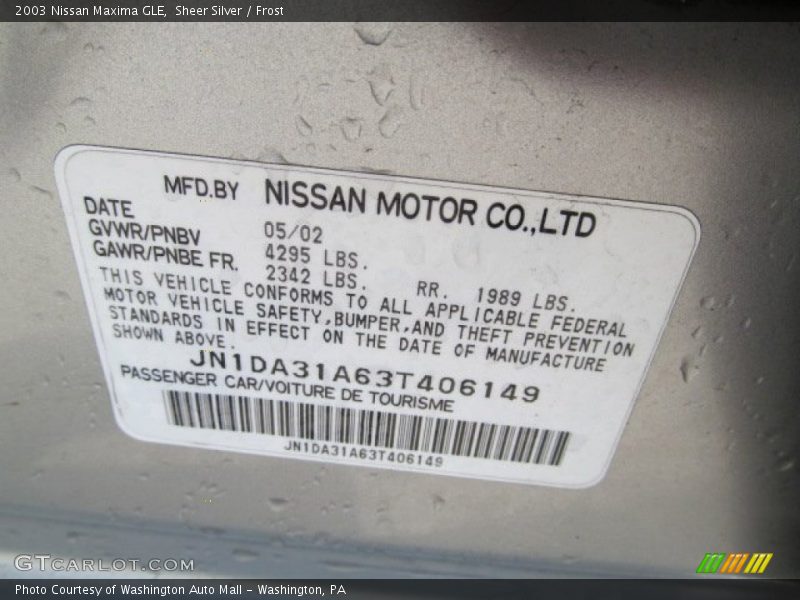 2003 Nissan Maxima GLE, Sheer Silver / Frost
MFD.BY NISSAN MOTOR CO.,LTD
DATE 05/02
GVWR/PNBV 4295 LBS.
GAWR/PNBE FR. 2342 LBS. RR. 1989 LBS.
THIS VEHICLE CONFORMS TO ALL APPLICABLE FEDERAL
MOTOR VEHICLE SAFETY,BUMPER,AND THEFT PREVENTION
STANDARDS IN EFFECT ON THE DATE OF MANUFACTURE
SHOWN ABOVE.
JN1DA31A63T406149
PASSENGER CAR/VOITURE DE TOURISME
JN1DA31A63T406149
GTCARLOT.COM
Photo Courtesy of Washington Auto Mall - Washington, PA